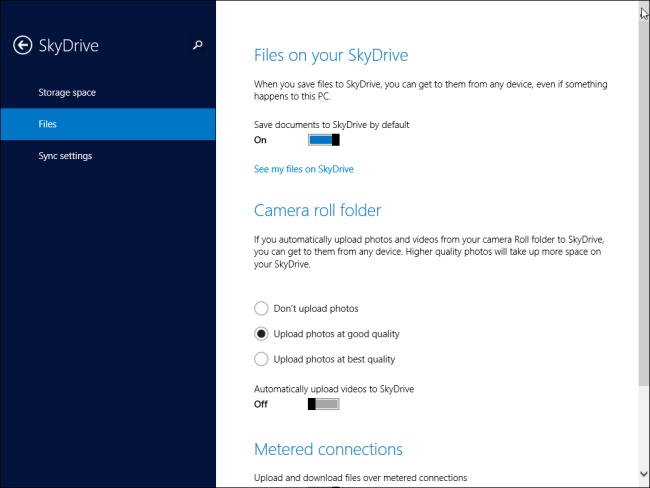 SkyDrive
Storage space
Files
Sync settings
Files on your SkyDrive
When you save files to SkyDrive, you can get to them from any device, even if something
happens to this PC.
Save documents to SkyDrive by default
On
See my files on SkyDrive
Camera roll folder
If you automatically upload photos and videos from your camera Roll folder to SkyDrive,
you can get to them from any device. Higher quality photos will take up more space on
your SkyDrive.
Don't upload photos
Upload photos at good quality
Upload photos at best quality
Automatically upload videos to SkyDrive
Off
Metered connections
Upload and download files over metered connections